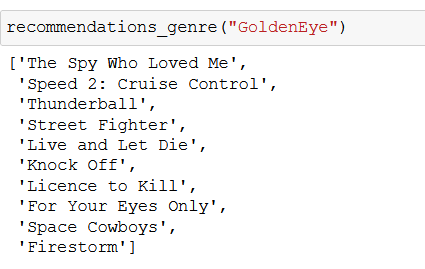 recommendations_genre("GoldenEye")
['The Spy Who Loved Me',
'Speed 2: Cruise Control',
'Thunderball',
'Street Fighter',
'Live and Let Die',
'Knock Off',
'Licence to Kill',
'For Your Eyes Only',
'Space Cowboys',
'Firestorm']